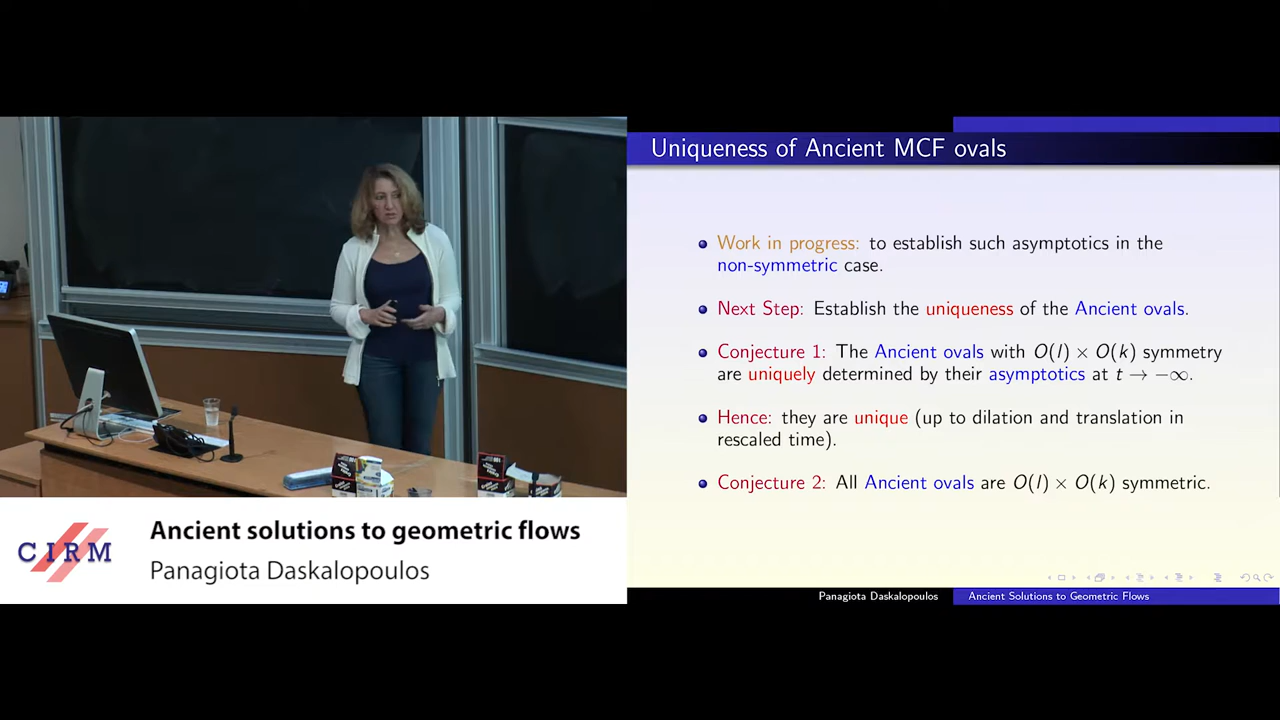 Uniqueness of Ancient MCF ovals
Work in progress: to establish such asymptotics in the
non-symmetric case.
Next Step: Establish the uniqueness of the Ancient ovals.
Conjecture 1: The Ancient ovals with O(l) × O(k) symmetry
are uniquely determined by their asymptotics at t → −∞.
Hence: they are unique (up to dilation and translation in
rescaled time).
Conjecture 2: All Ancient ovals are O(l) × O(k) symmetric.
Panagiota Daskalopoulos
Ancient Solutions to Geometric Flows
CIRM
Ancient solutions to geometric flows
Panagiota Daskalopoulos